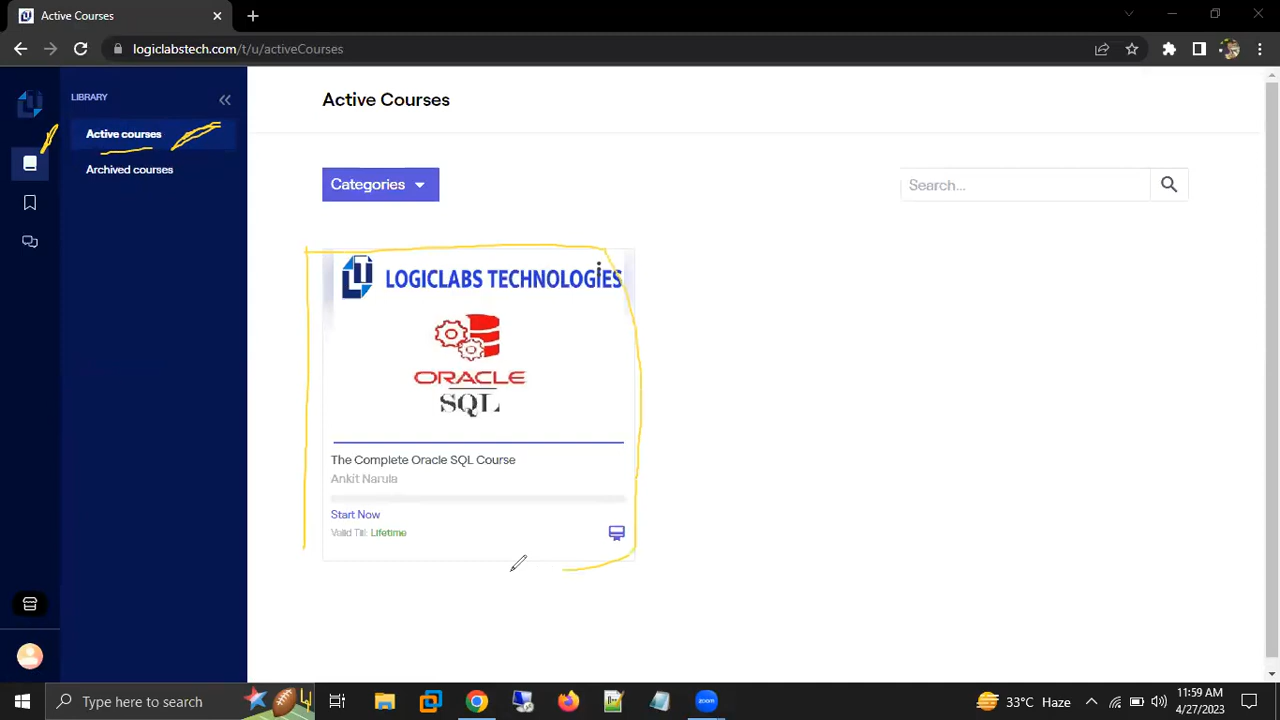 Active Courses
logiclabstech.com/t/u/activeCourses
LIBRARY
Active courses
Archived courses
Active Courses
Categories
Search...
LOGICLABS TECHNOLOGIES
ORACLE
SQL
The Complete Oracle SQL Course
Ankit Narula
Start Now
Valid Till: Lifetime
Type here to search
zoom
33°C Haze
11:59 AM
4/27/2023